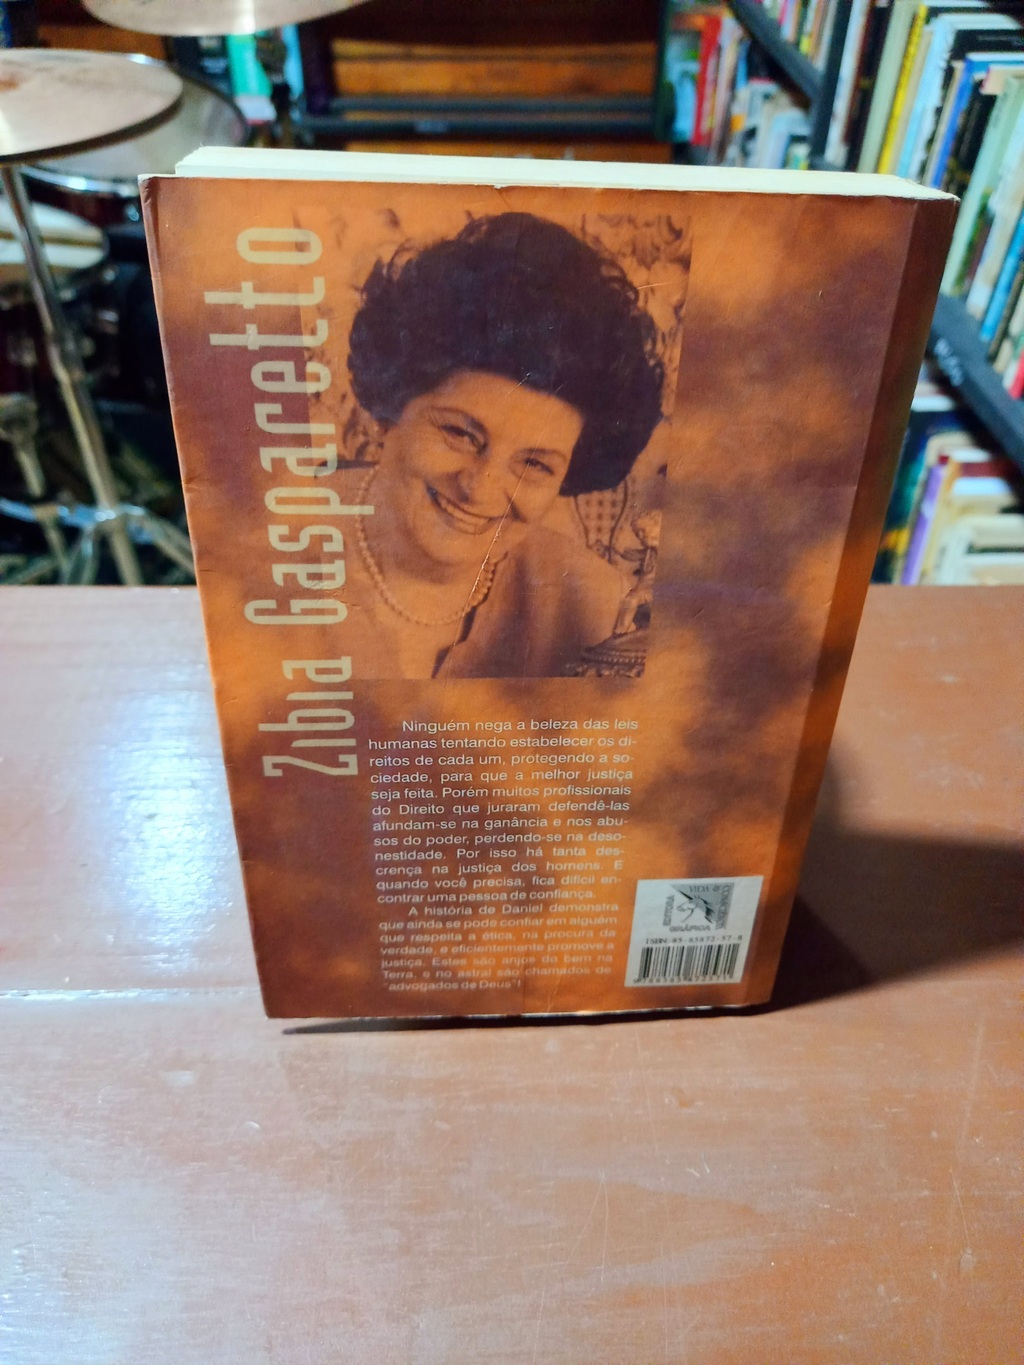 Zibia Gasparetto
Ninguém nega a beleza das leis
humanas tentando estabelecer os di-
reitos de cada um, protegendo a so-
ciedade, para que a melhor justiça
seja feita. Porém muitos profissionais
do Direito que juraram defendê-las
afundam-se na ganância e nos abu-
sos do poder, perdendo-se na deso-
nestidade. Por isso há tanta des-
crença na justiça dos homens. E
quando você precisa, fica difícil en-
contrar uma pessoa de confiança.
A história de Daniel demonstra
que ainda se pode confiar em alguém
que respeita a ética, na procura da
verdade, e eficientemente promove a
justiça. Estes são anjos do bem na
Terra, e no astral são chamados de
"advogados de Deus"!
VIDA &
CONSCIÊNCIA
EDITORA
GRÁFICA